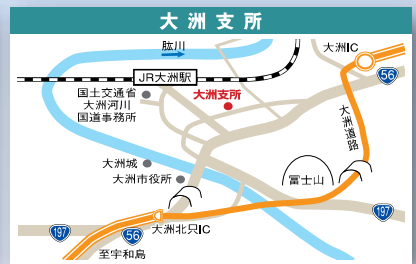 大洲支所
肱川
大洲IC
JR大洲駅
56
国土交通省
大洲河川
国道事務所
大洲支所
大洲道路
大洲城
大洲市役所
冨士山
197
56
大洲北只IC
197
至宇和島